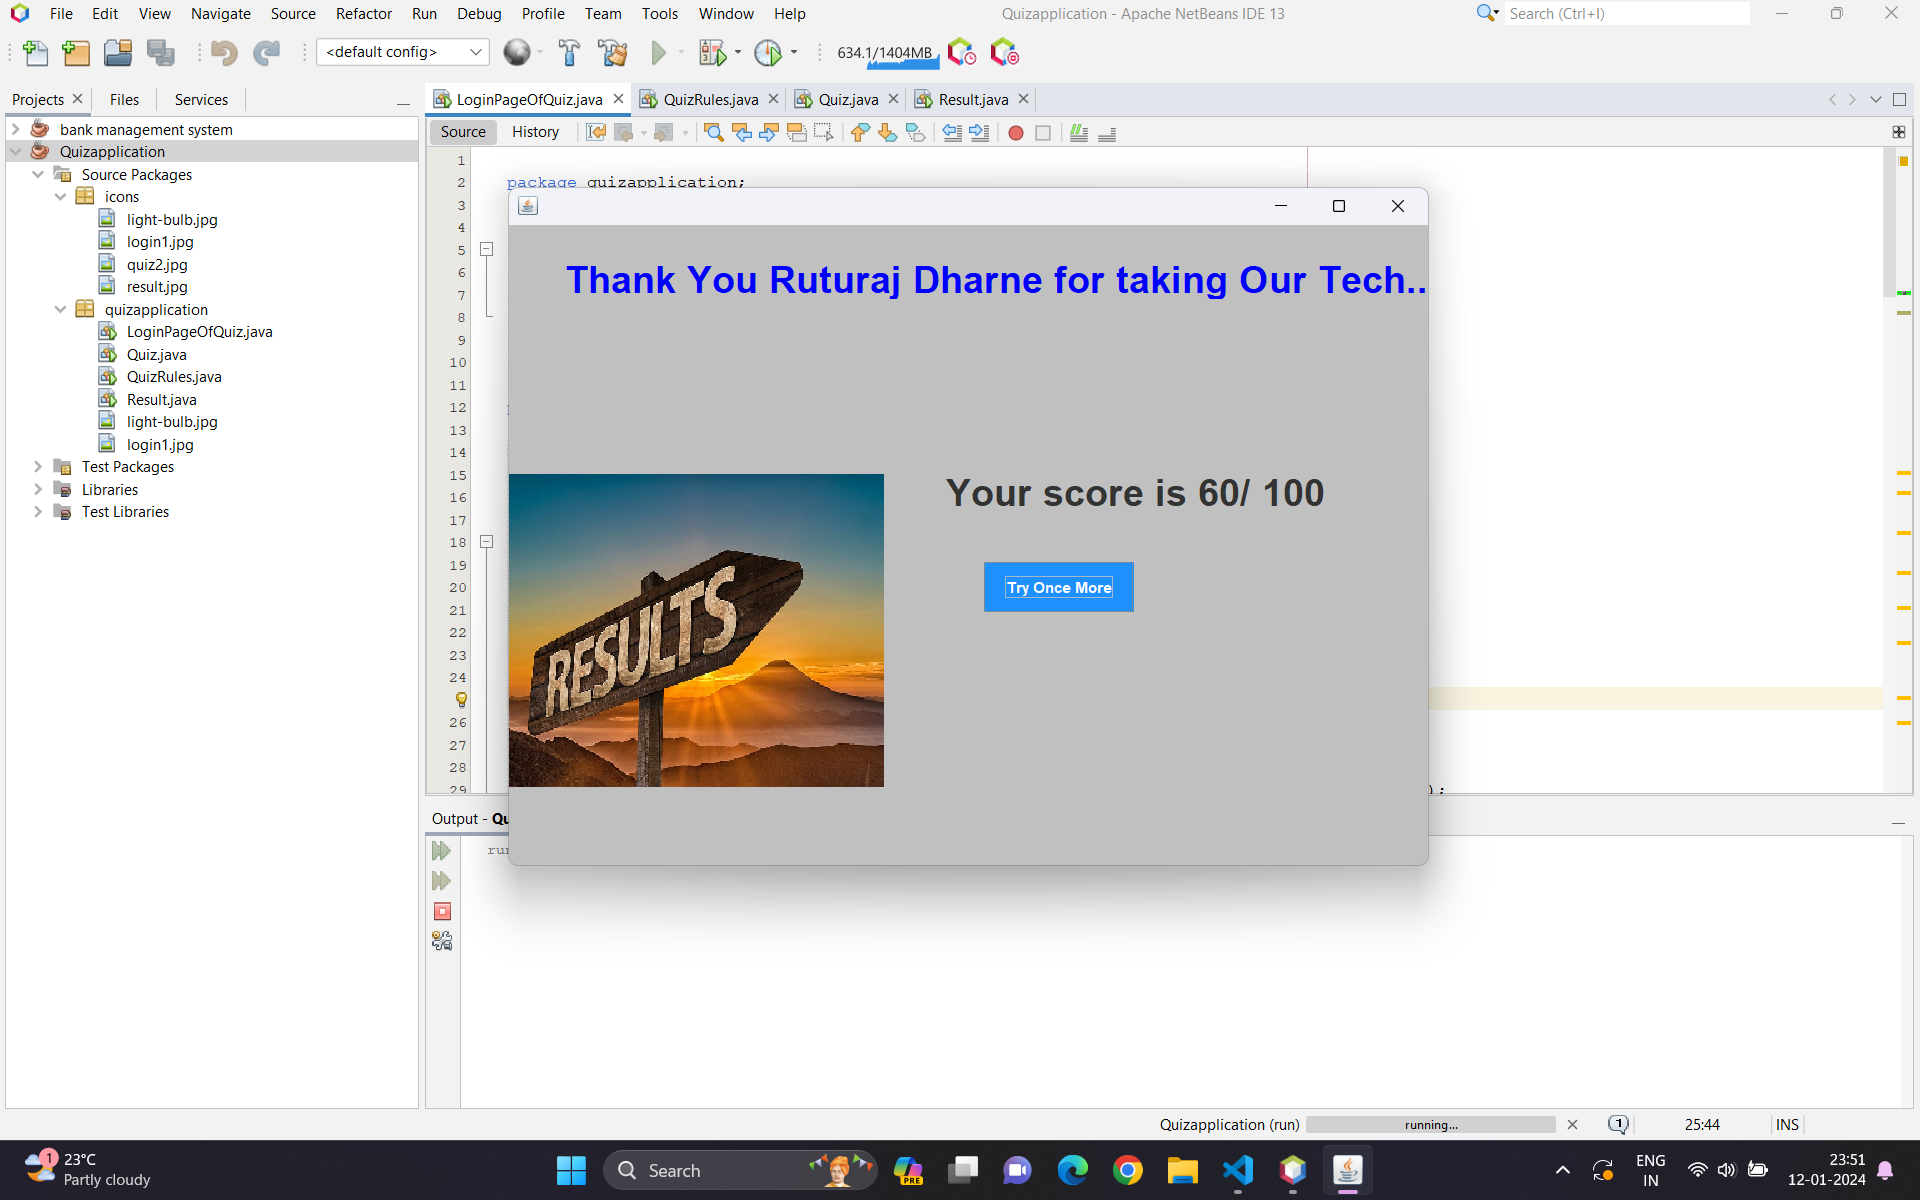 File Edit View Navigate Source Refactor Run Debug Profile Team Tools Window Help
Quizapplication - Apache NetBeans IDE 13
Search (Ctrl+I)
<default config>
634.1/1404MB
Projects Files Services
LoginPageOfQuiz.java QuizRules.java Quiz.java Result.java
Source History
bank management system
Quizapplication
Source Packages
icons
light-bulb.jpg
login1.jpg
quiz2.jpg
result.jpg
quizapplication
LoginPageOfQuiz.java
Quiz.java
QuizRules.java
Result.java
light-bulb.jpg
login1.jpg
Test Packages
Libraries
Test Libraries
1
2 package quizapplication;
3
4
5
6
7
8
9
10
11
12
13
14
15
16
17
18
19
20
21
22
23
24
26
27
28
29
);
Thank You Ruturaj Dharne for taking Our Tech..
Your score is 60/ 100
Try Once More
RESULTS
Output - Qu
run
Quizapplication (run) running... 1 25:44 INS
1
23°C
Partly cloudy
Search
PRE
ENG
IN
23:51
12-01-2024